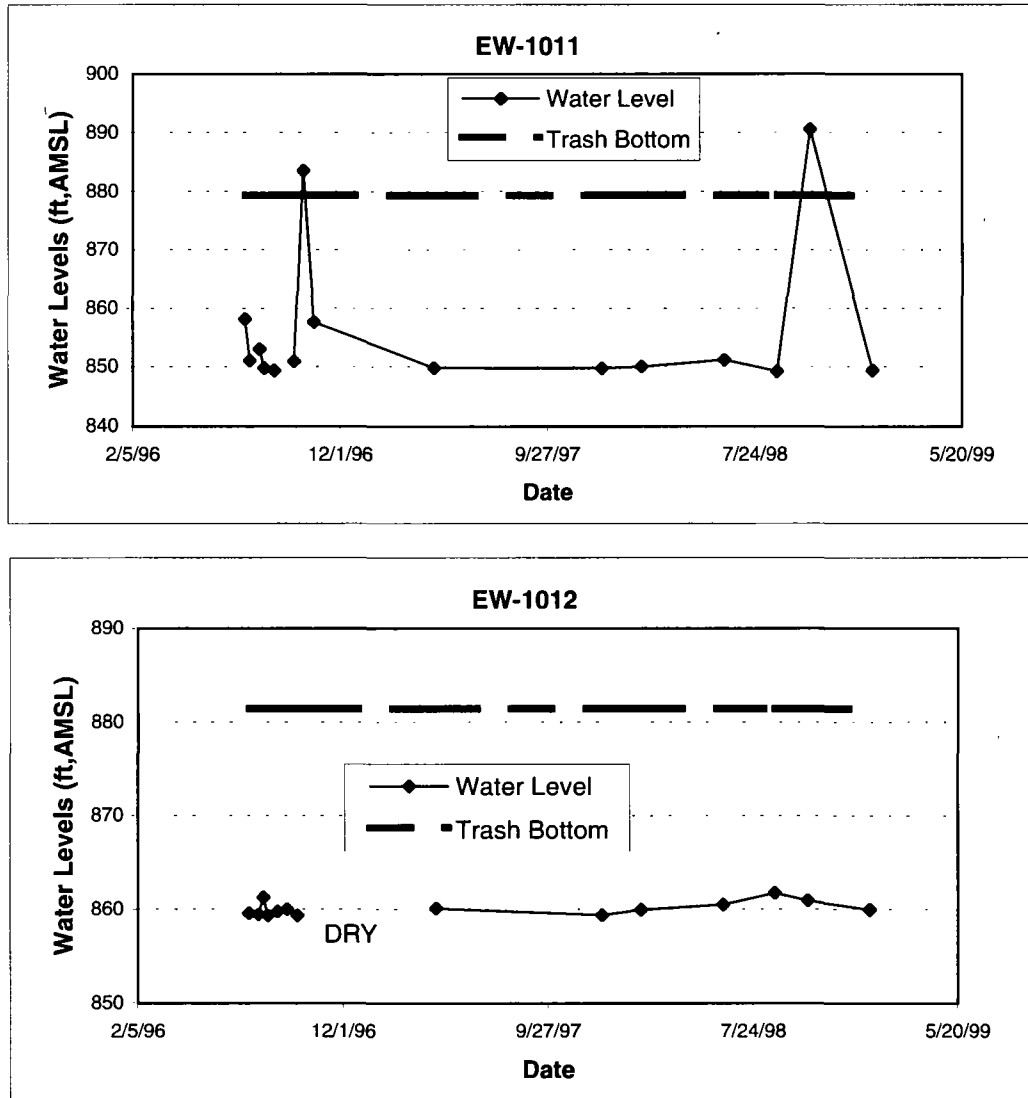 EW-1011
Water Levels (ft,AMSL)
900
890
880
870
860
850
840
Water Level
Trash Bottom
2/5/96 12/1/96 9/27/97 7/24/98 5/20/99
Date
EW-1012
Water Levels (ft,AMSL)
890
880
870
860
850
Water Level
Trash Bottom
DRY
2/5/96 12/1/96 9/27/97 7/24/98 5/20/99
Date